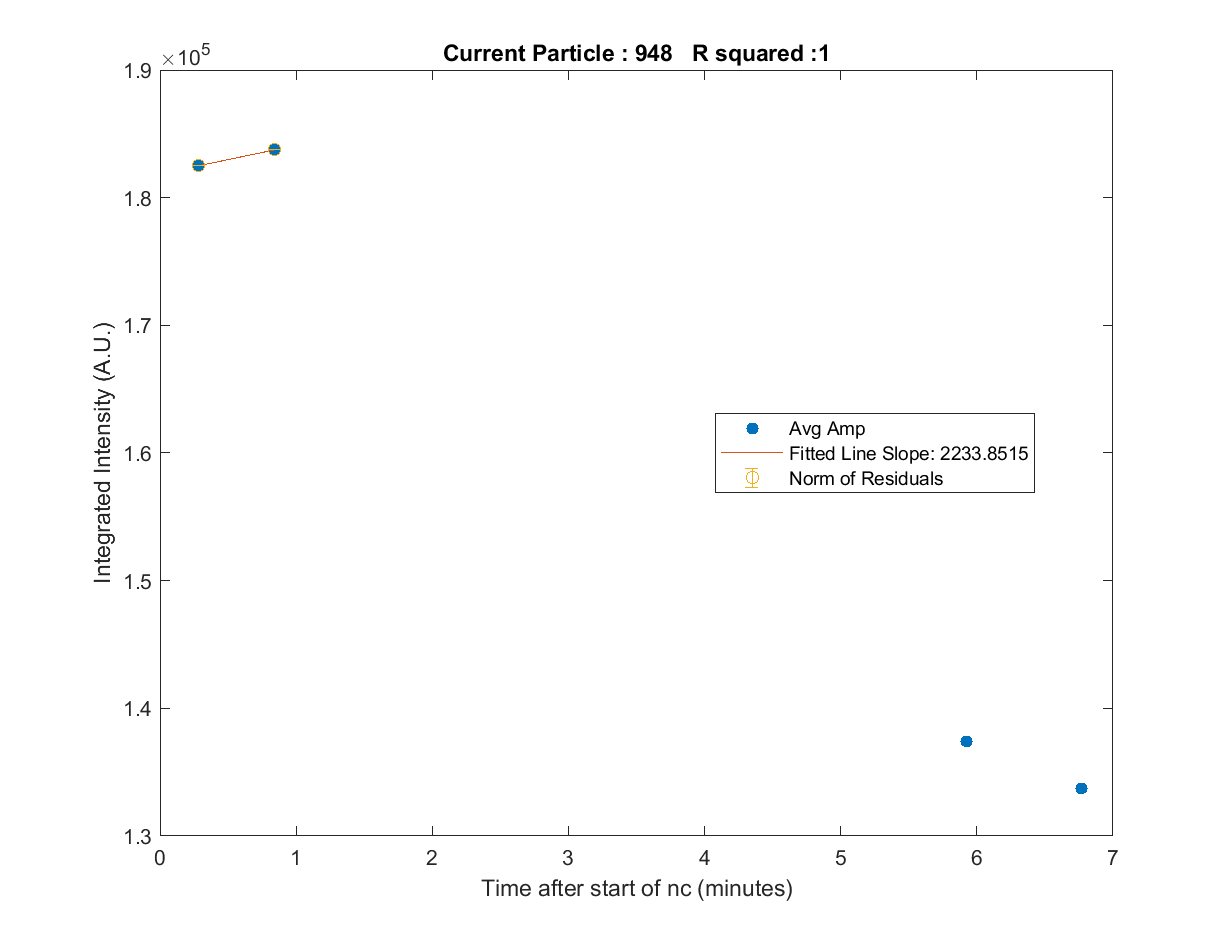 Current Particle : 948   R squared :1
×10^5
1.9
1.8
1.7
1.6
1.5
1.4
1.3
Integrated Intensity (A.U.)
Avg Amp
Fitted Line Slope: 2233.8515
Norm of Residuals
0 1 2 3 4 5 6 7
Time after start of nc (minutes)